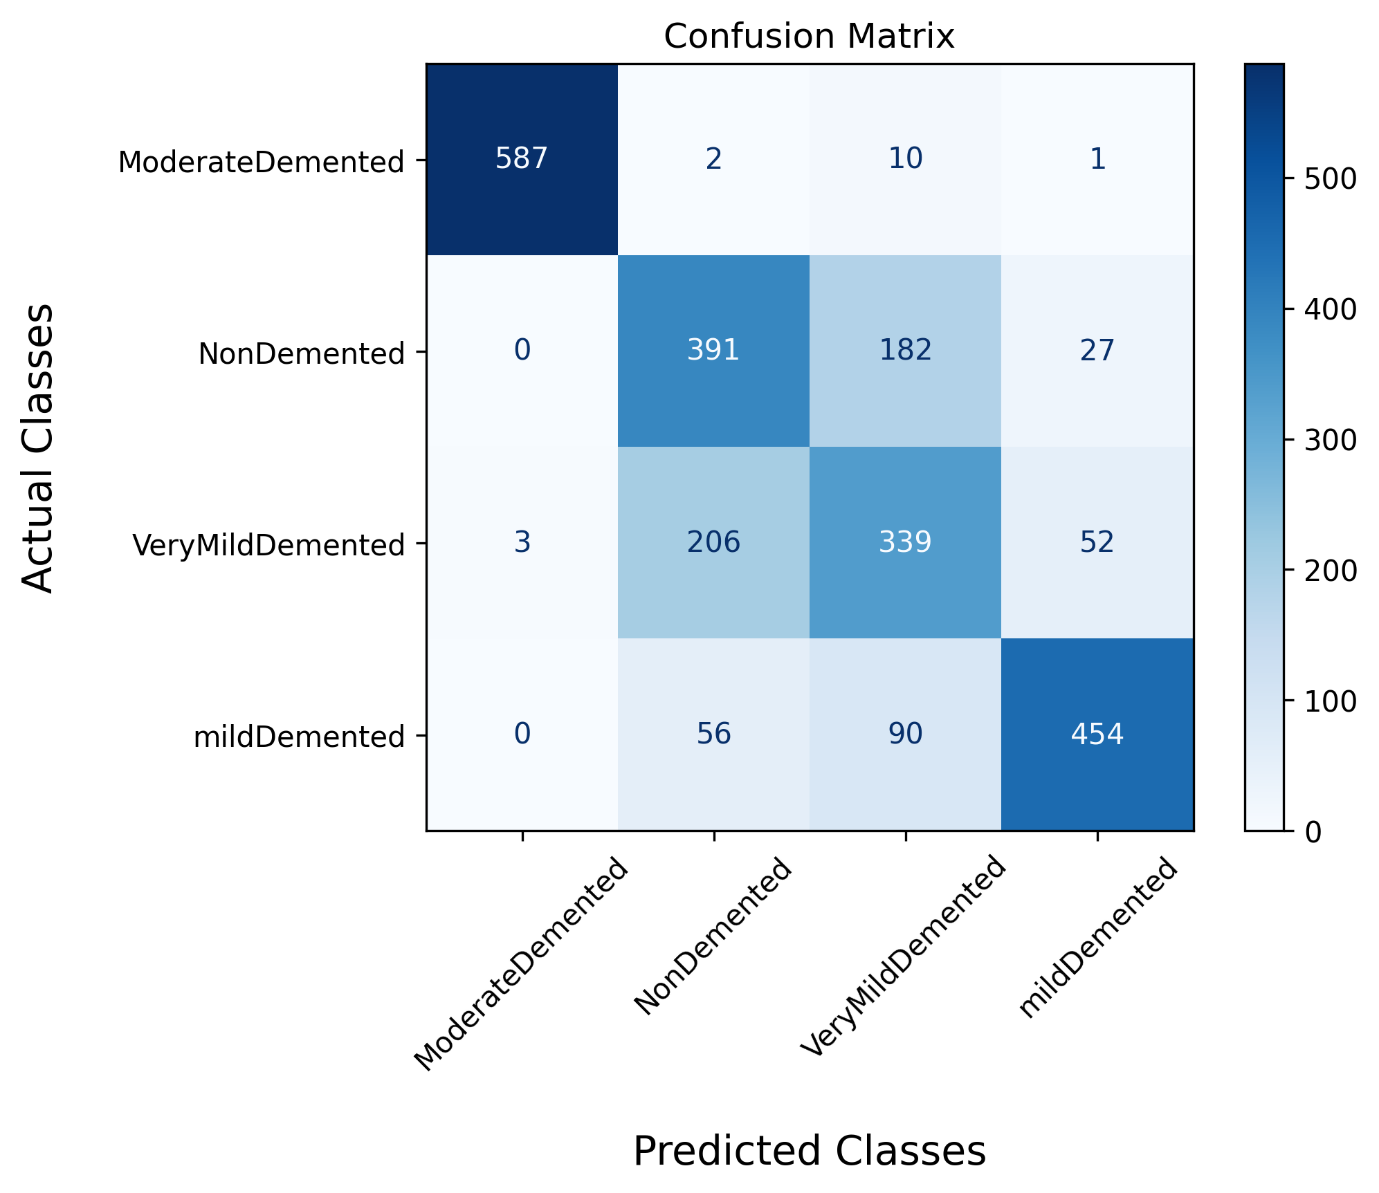 Confusion Matrix
Actual Classes
ModerateDemented 587 2 10 1
NonDemented 0 391 182 27
VeryMildDemented 3 206 339 52
mildDemented 0 56 90 454
ModerateDemented NonDemented VeryMildDemented mildDemented
Predicted Classes
500
400
300
200
100
0